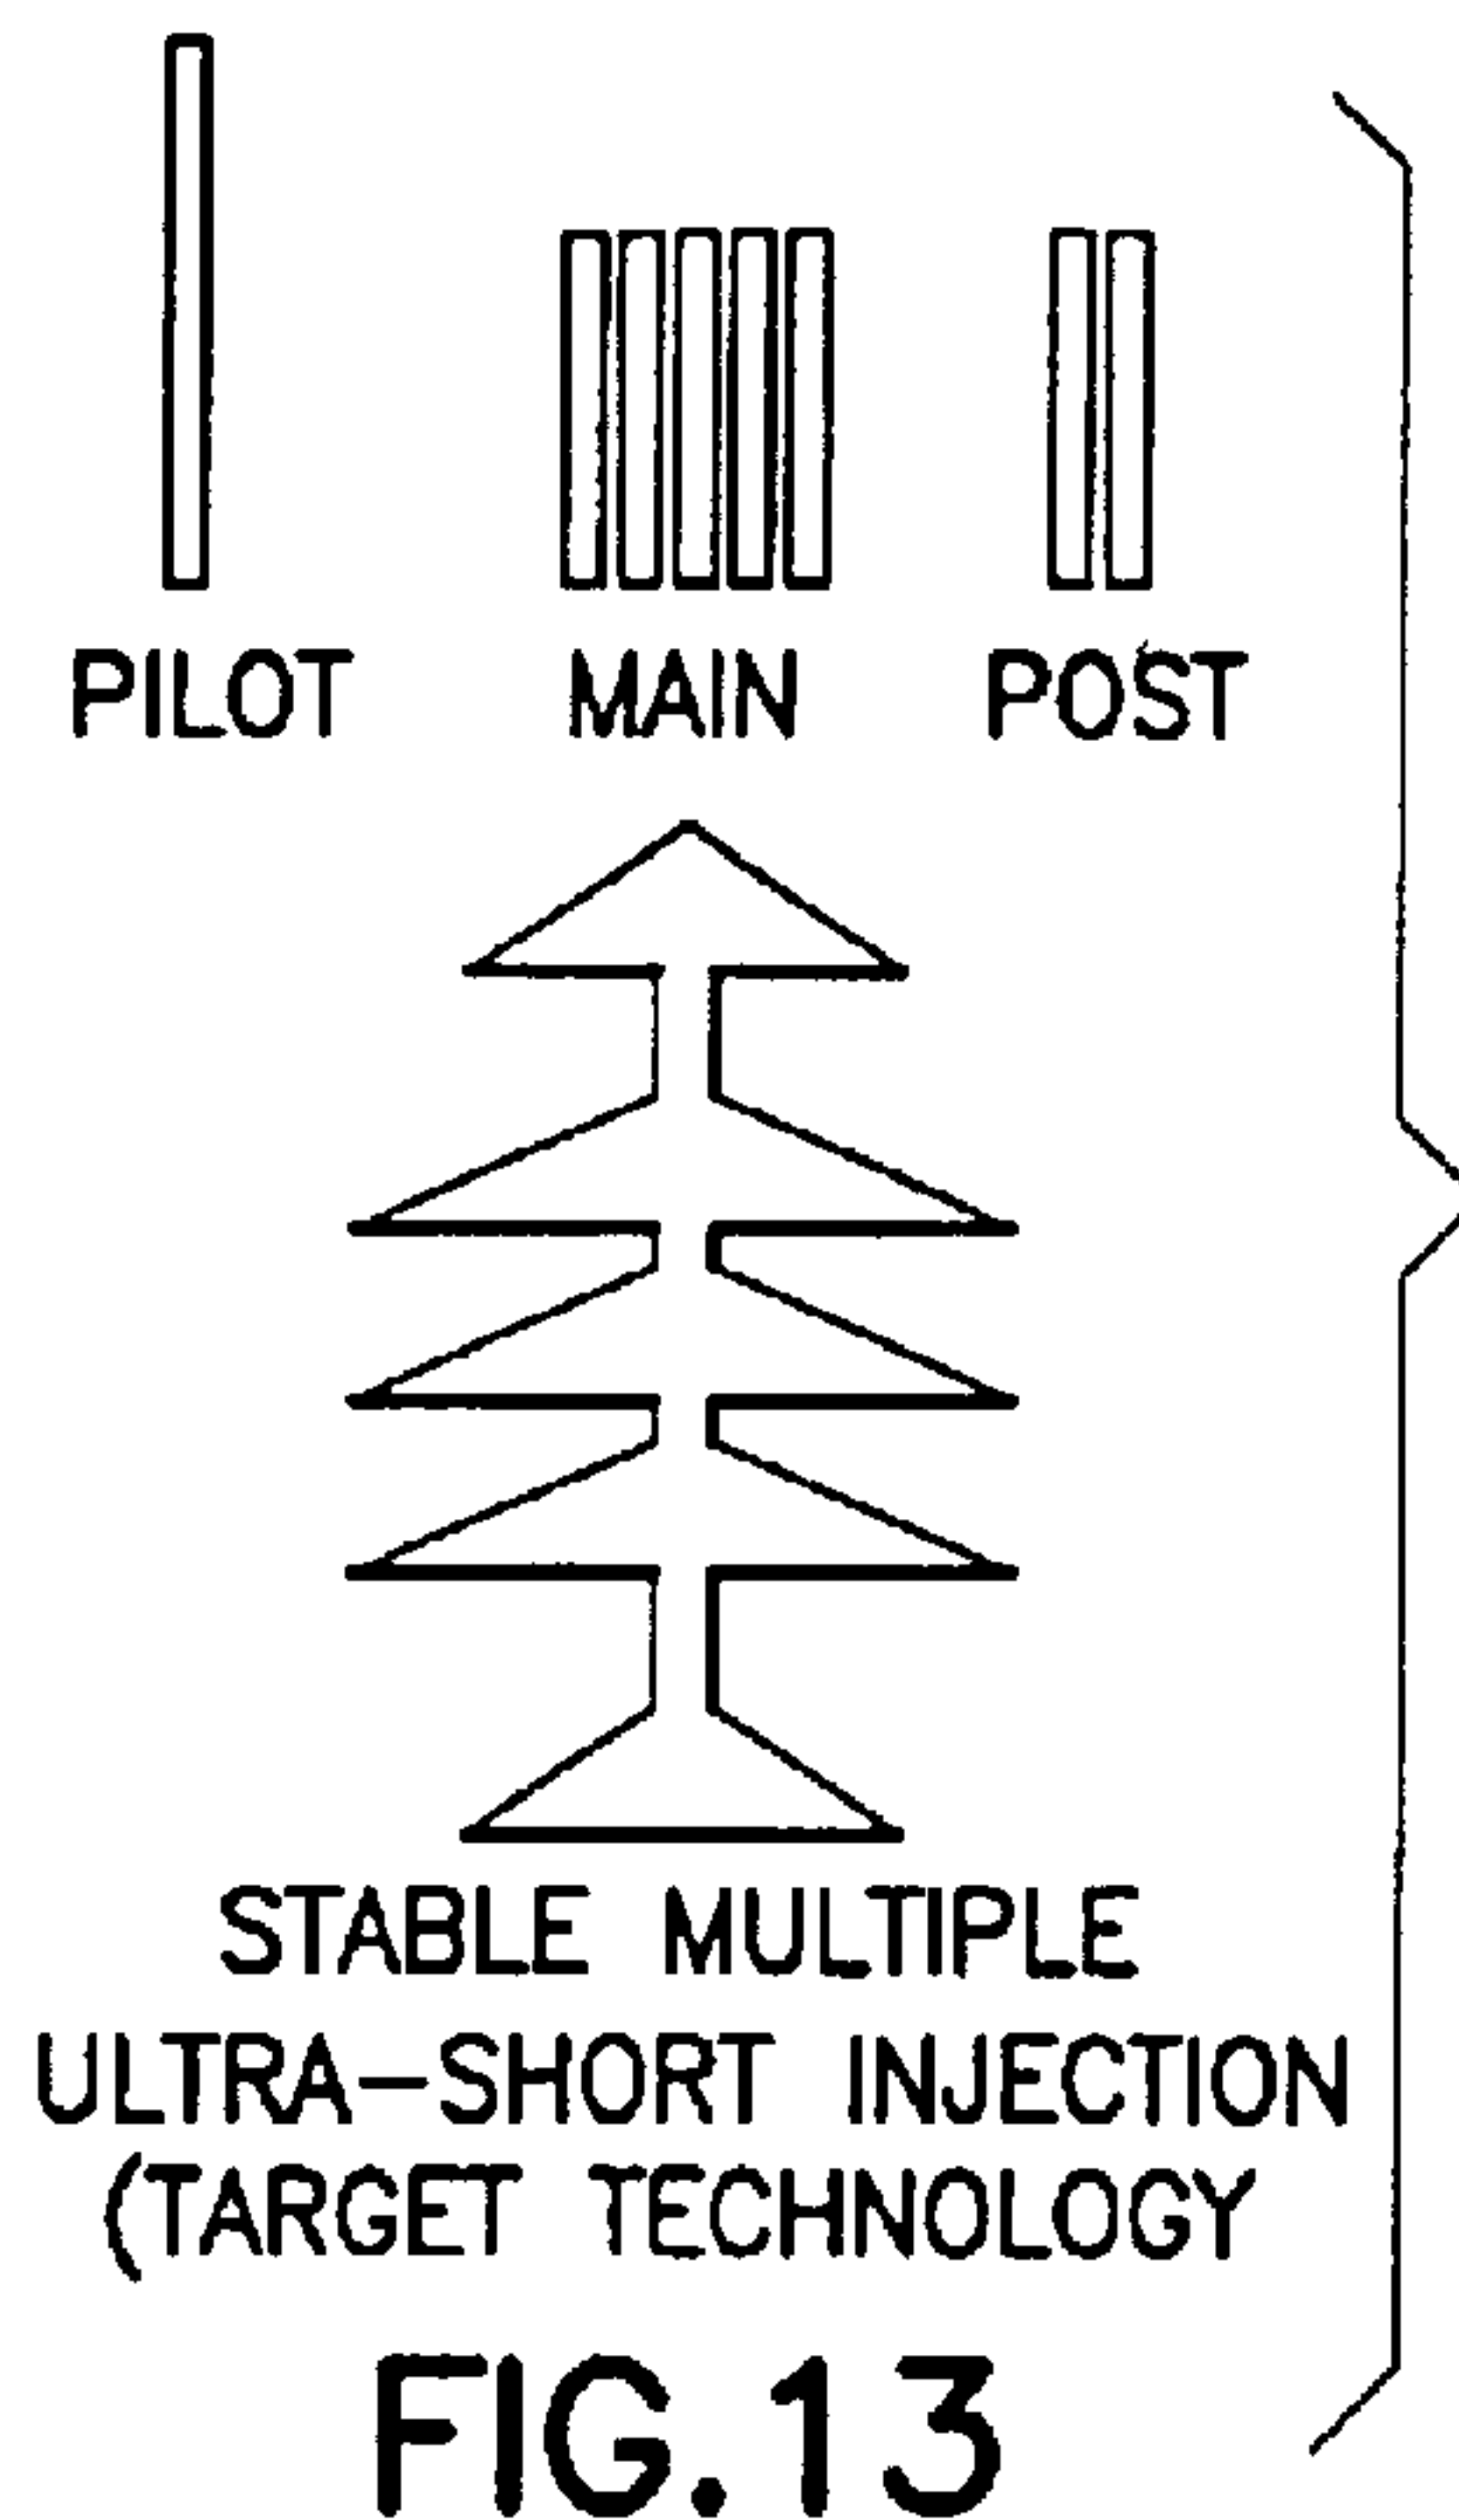 PILOT MAIN POST
STABLE MULTIPLE
ULTRA-SHORT INJECTION
(TARGET TECHNOLOGY
FIG.13